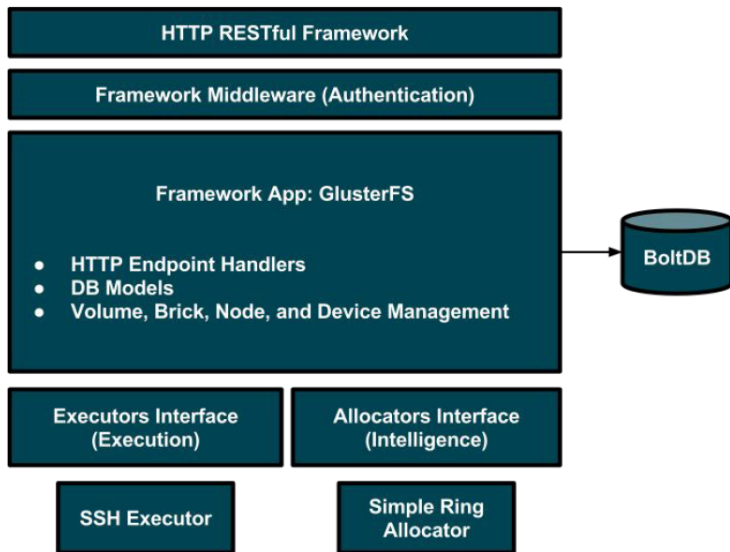 HTTP RESTful Framework
Framework Middleware (Authentication)
Framework App: GlusterFS
● HTTP Endpoint Handlers
● DB Models
● Volume, Brick, Node, and Device Management
BoltDB
Executors Interface
(Execution)
Allocators Interface
(Intelligence)
SSH Executor
Simple Ring
Allocator